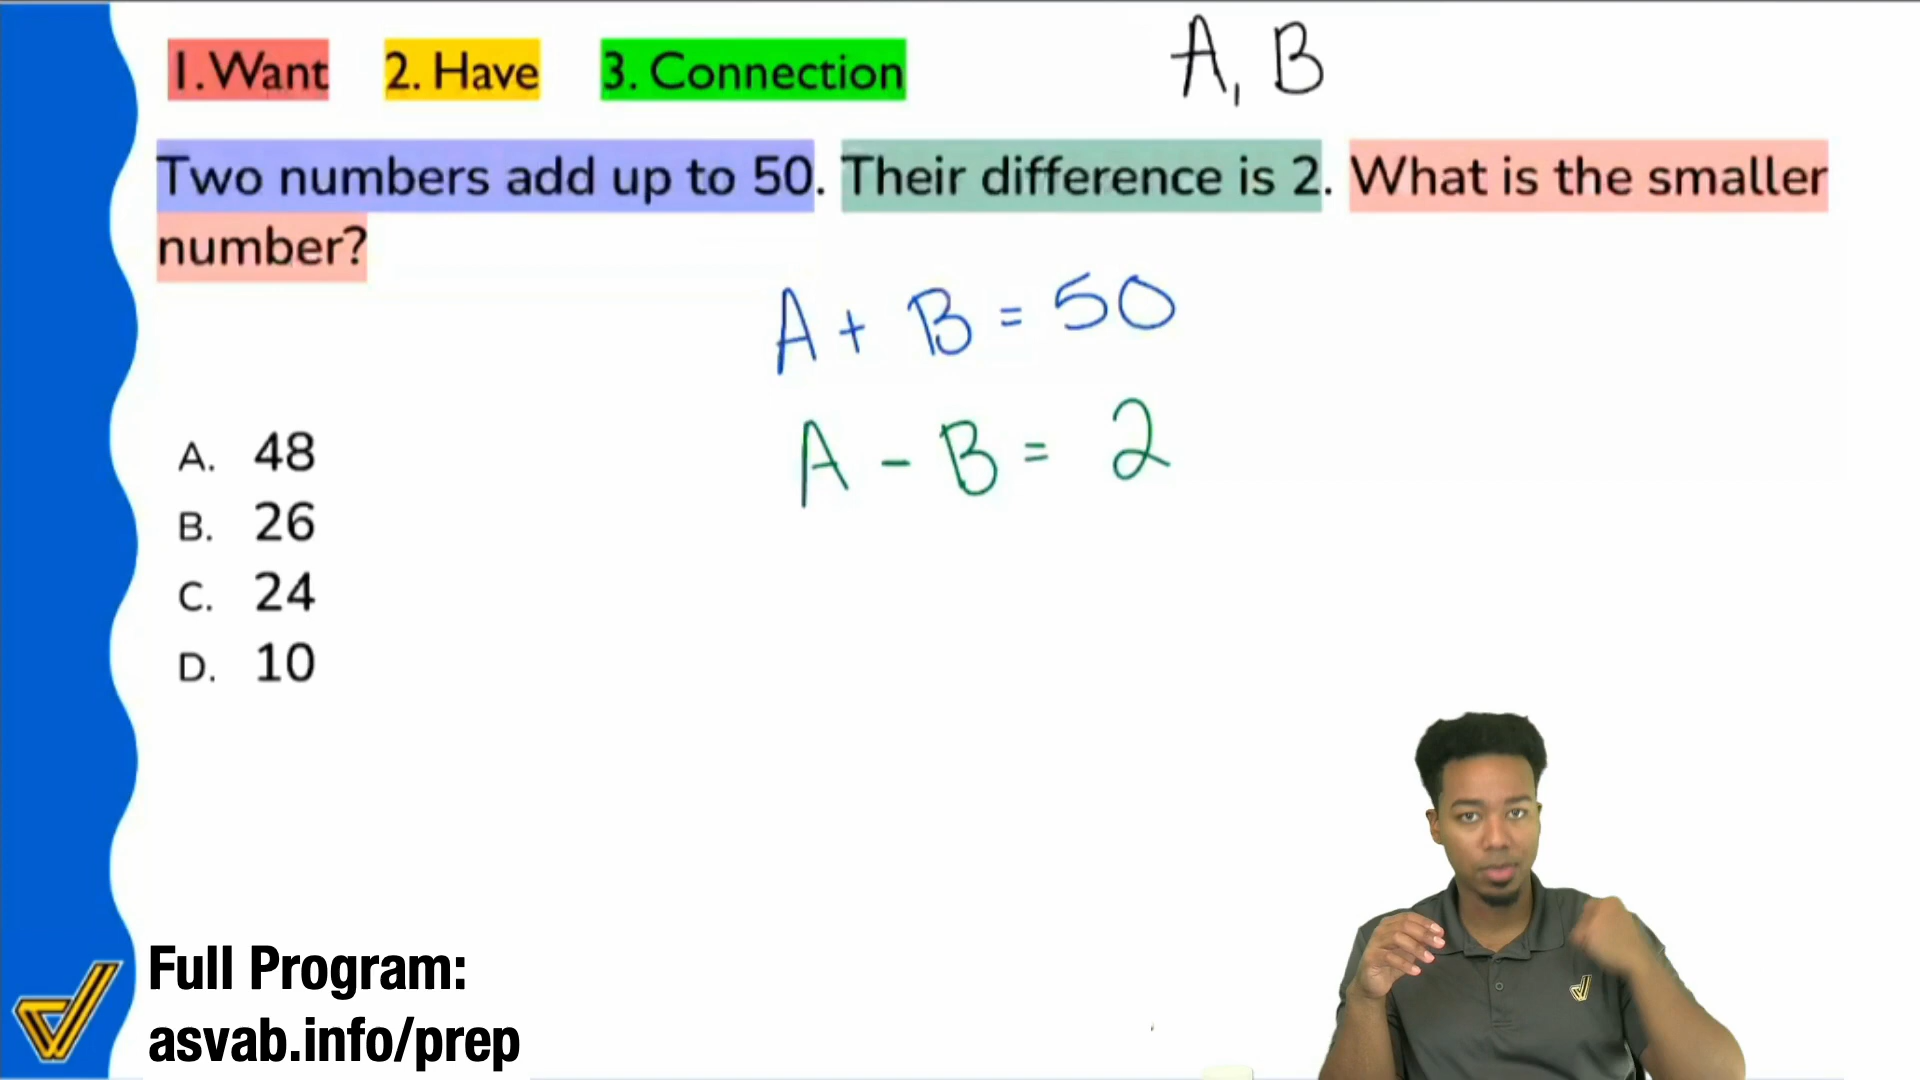 1. Want 2. Have 3. Connection A, B
Two numbers add up to 50. Their difference is 2. What is the smaller
number?
A + B = 50
A - B = 2
A. 48
B. 26
C. 24
D. 10
Full Program:
asvab.info/prep